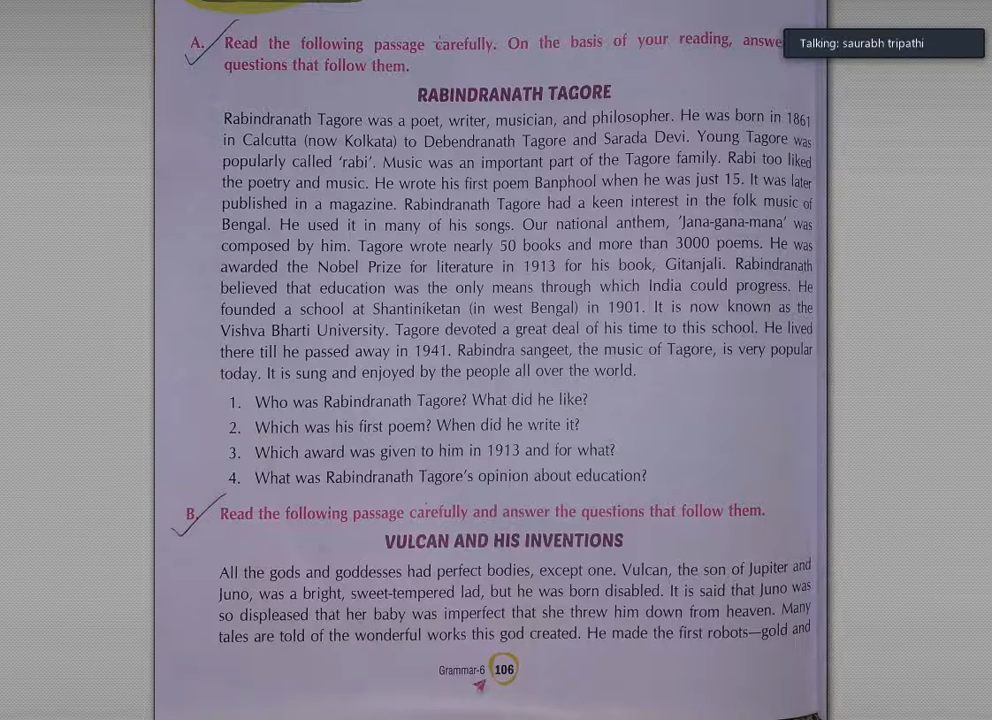 A. Read the following passage carefully. On the basis of your reading, answe
questions that follow them.
Talking: saurabh tripathi
RABINDRANATH TAGORE
Rabindranath Tagore was a poet, writer, musician, and philosopher. He was born in 1861
in Calcutta (now Kolkata) to Debendranath Tagore and Sarada Devi. Young Tagore was
popularly called ‘rabi’. Music was an important part of the Tagore family. Rabi too liked
the poetry and music. He wrote his first poem Banphool when he was just 15. It was later
published in a magazine. Rabindranath Tagore had a keen interest in the folk music of
Bengal. He used it in many of his songs. Our national anthem, ‘Jana-gana-mana’ was
composed by him. Tagore wrote nearly 50 books and more than 3000 poems. He was
awarded the Nobel Prize for literature in 1913 for his book, Gitanjali. Rabindranath
believed that education was the only means through which India could progress. He
founded a school at Shantiniketan (in west Bengal) in 1901. It is now known as the
Vishva Bharti University. Tagore devoted a great deal of his time to this school. He lived
there till he passed away in 1941. Rabindra sangeet, the music of Tagore, is very popular
today. It is sung and enjoyed by the people all over the world.
1. Who was Rabindranath Tagore? What did he like?
2. Which was his first poem? When did he write it?
3. Which award was given to him in 1913 and for what?
4. What was Rabindranath Tagore’s opinion about education?
B. Read the following passage carefully and answer the questions that follow them.
VULCAN AND HIS INVENTIONS
All the gods and goddesses had perfect bodies, except one. Vulcan, the son of Jupiter and
Juno, was a bright, sweet-tempered lad, but he was born disabled. It is said that Juno was
so displeased that her baby was imperfect that she threw him down from heaven. Many
tales are told of the wonderful works this god created. He made the first robots—gold and
Grammar-6 106